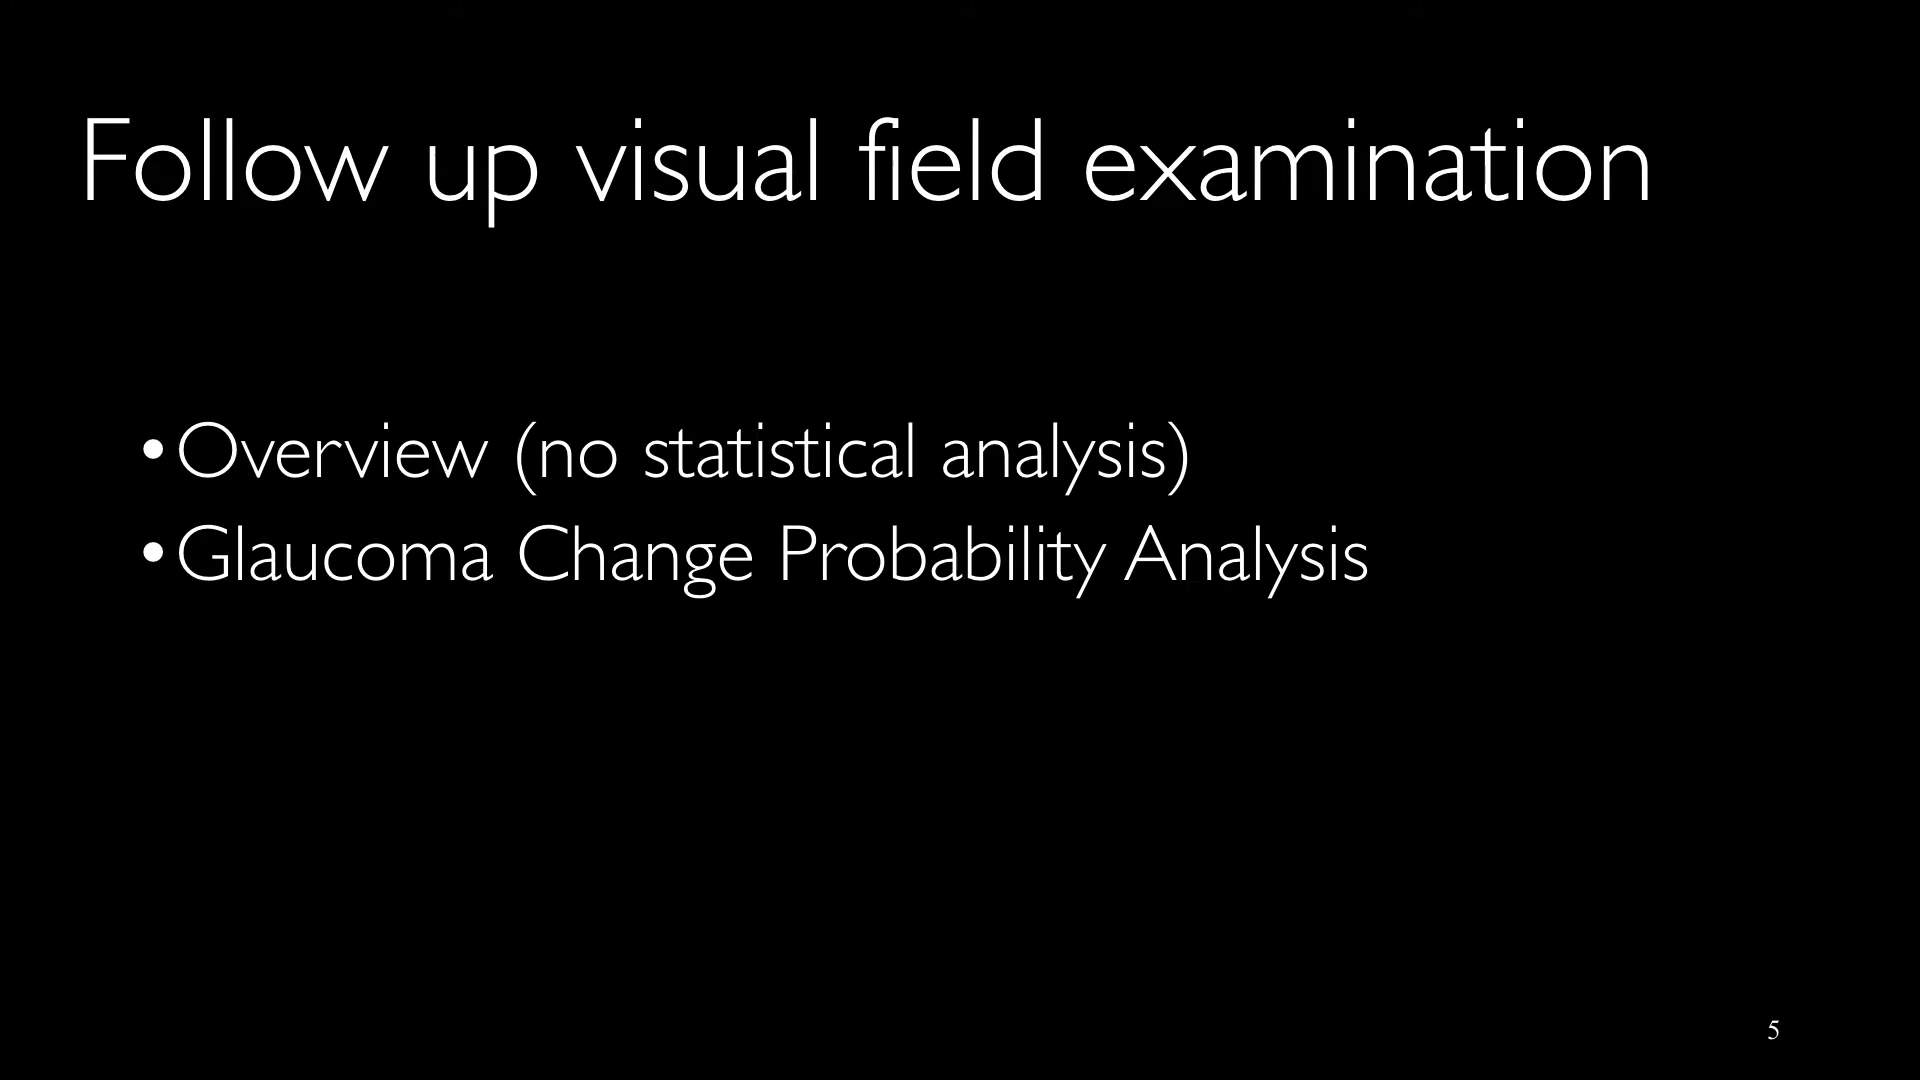 Follow up visual field examination
•Overview (no statistical analysis)
•Glaucoma Change Probability Analysis
5